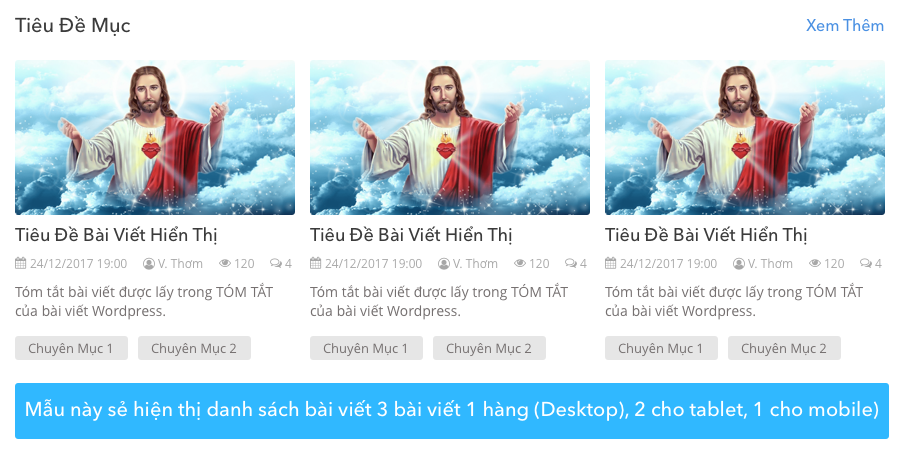 Tiêu Đề Mục
Xem Thêm
Tiêu Đề Bài Viết Hiển Thị
24/12/2017 19:00 V. Thơm 120 4
Tóm tắt bài viết được lấy trong TÓM TẮT
của bài viết Wordpress.
Chuyên Mục 1 Chuyên Mục 2
Tiêu Đề Bài Viết Hiển Thị
24/12/2017 19:00 V. Thơm 120 4
Tóm tắt bài viết được lấy trong TÓM TẮT
của bài viết Wordpress.
Chuyên Mục 1 Chuyên Mục 2
Tiêu Đề Bài Viết Hiển Thị
24/12/2017 19:00 V. Thơm 120 4
Tóm tắt bài viết được lấy trong TÓM TẮT
của bài viết Wordpress.
Chuyên Mục 1 Chuyên Mục 2
Mẫu này sẻ hiện thị danh sách bài viết 3 bài viết 1 hàng (Desktop), 2 cho tablet, 1 cho mobile)